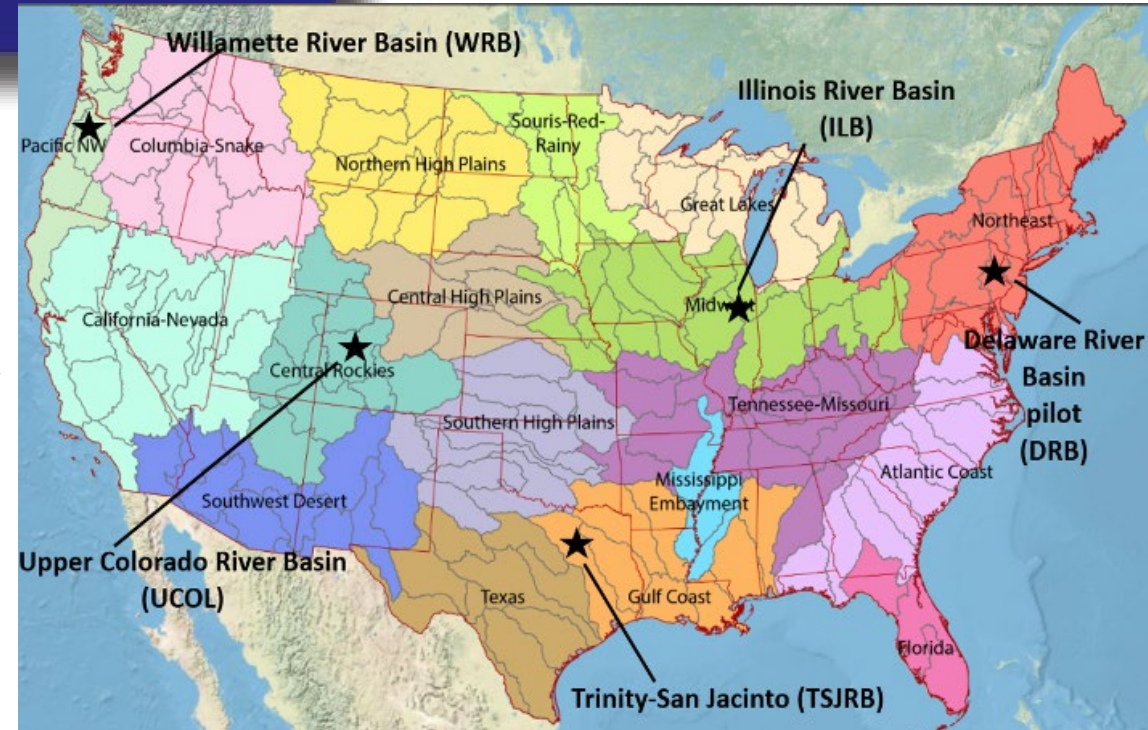 Willamette River Basin (WRB)
Illinois River Basin
(ILB)
Pacific NW
Columbia-Snake
Souris-Red-
Rainy
Northern High Plains
Great Lakes
Northeast
Central High Plains
Midwest
California-Nevada
Delaware River
Basin
pilot
(DRB)
Central Rockies
Tennessee-Missouri
Southern High Plains
Atlantic Coast
Mississippi
Embayment
Southwest Desert
Upper Colorado River Basin
(UCOL)
Texas
Gulf Coast
Florida
Trinity-San Jacinto (TSJRB)